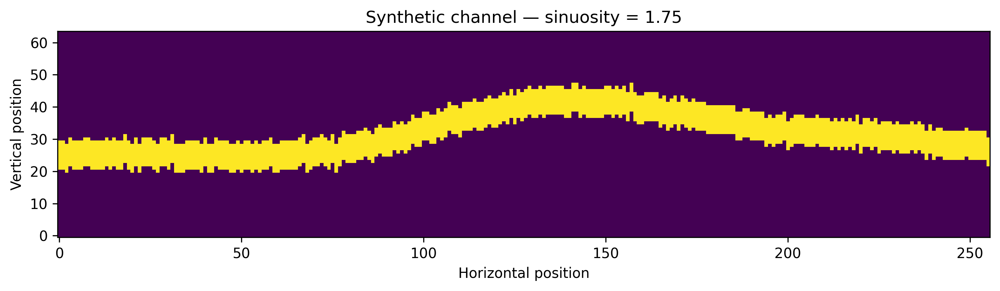 Synthetic channel — sinuosity = 1.75
60
50
40
30
20
10
0
Vertical position
0 50 100 150 200 250
Horizontal position